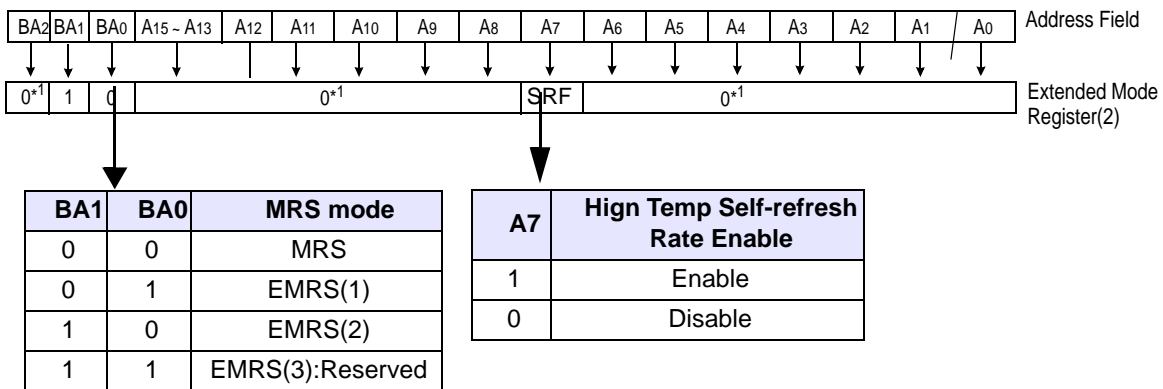 BA2 BA1 BA0 A15 ~ A13 A12 A11 A10 A9 A8 A7 A6 A5 A4 A3 A2 A1 / A0 Address Field
0*1 1 0 0*1 SRF 0*1 Extended Mode
Register(2)
BA1 BA0 MRS mode
0 0 MRS
0 1 EMRS(1)
1 0 EMRS(2)
1 1 EMRS(3):Reserved
A7 Hign Temp Self-refresh
Rate Enable
1 Enable
0 Disable